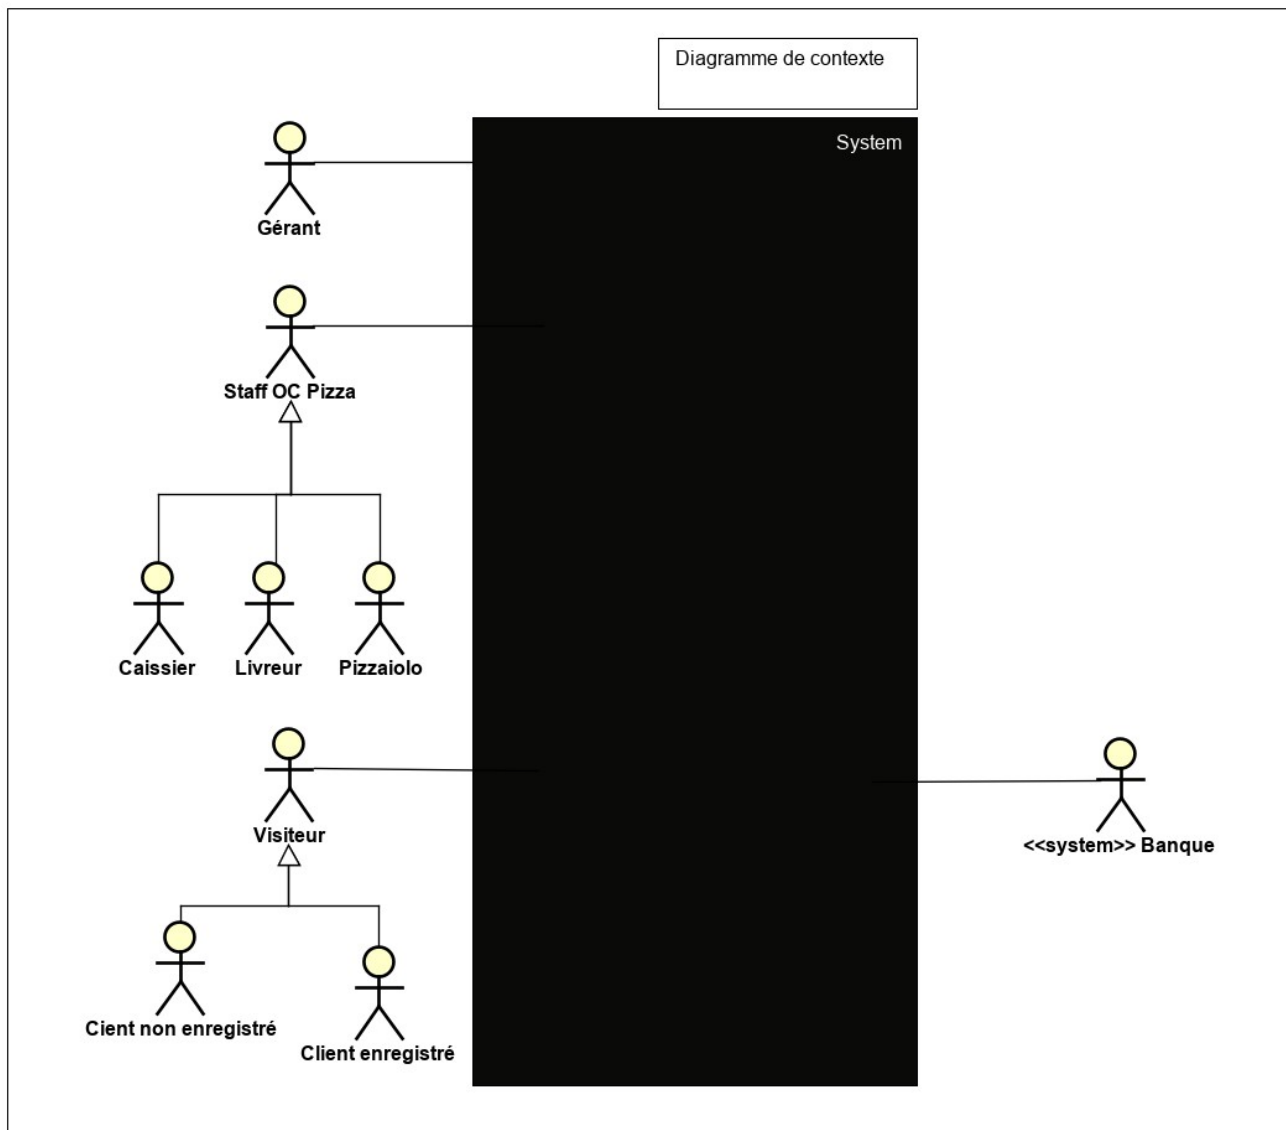 Diagramme de contexte
System
Gérant
Staff OC Pizza
Caissier
Livreur
Pizzaiolo
Visiteur
<<system>> Banque
Cient non enregistré
Client enregistré